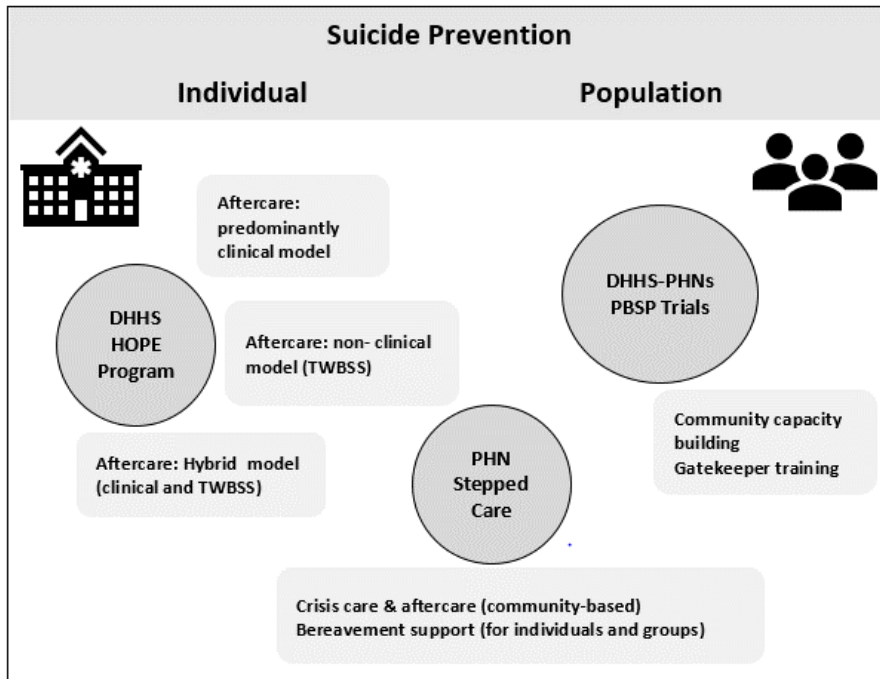 Suicide Prevention
Individual
Population
Aftercare:
predominantly
clinical model
DHHS
HOPE
Program
Aftercare: non- clinical
model (TWBSS)
Aftercare: Hybrid model
(clinical and TWBSS)
DHHS-PHNs
PBSP Trials
Community capacity
building
Gatekeeper training
PHN
Stepped
Care
Crisis care & aftercare (community-based)
Bereavement support (for individuals and groups)